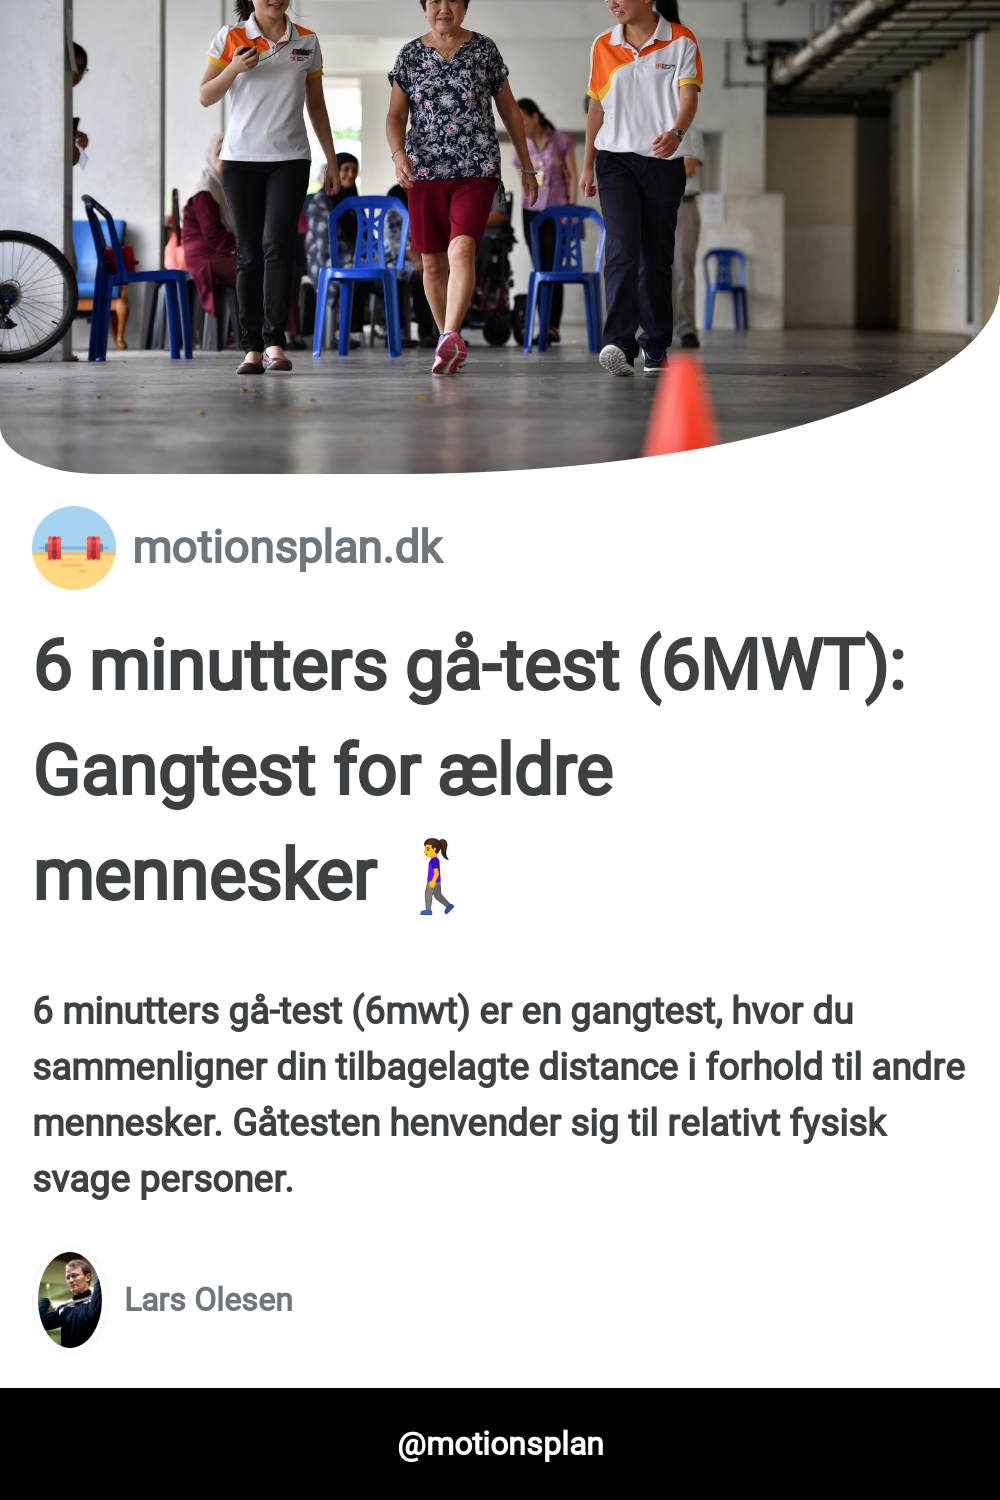 motionsplan.dk
6 minutters gå-test (6MWT):
Gangtest for ældre
mennesker
6 minutters gå-test (6mwt) er en gangtest, hvor du
sammenligner din tilbagelagte distance i forhold til andre
mennesker. Gåtesten henvender sig til relativt fysisk
svage personer.
Lars Olesen
@motionsplan